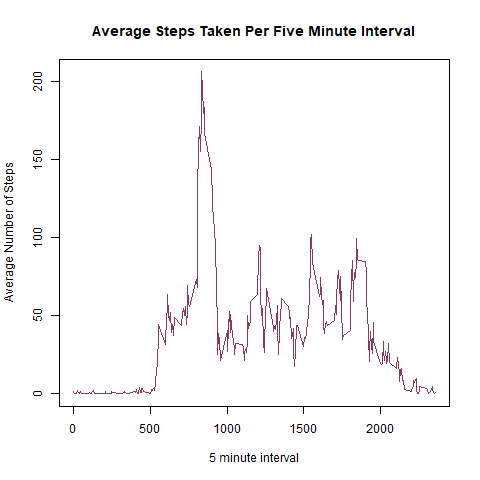 Average Steps Taken Per Five Minute Interval
Average Number of Steps
200
150
100
50
0
0 500 1000 1500 2000
5 minute interval